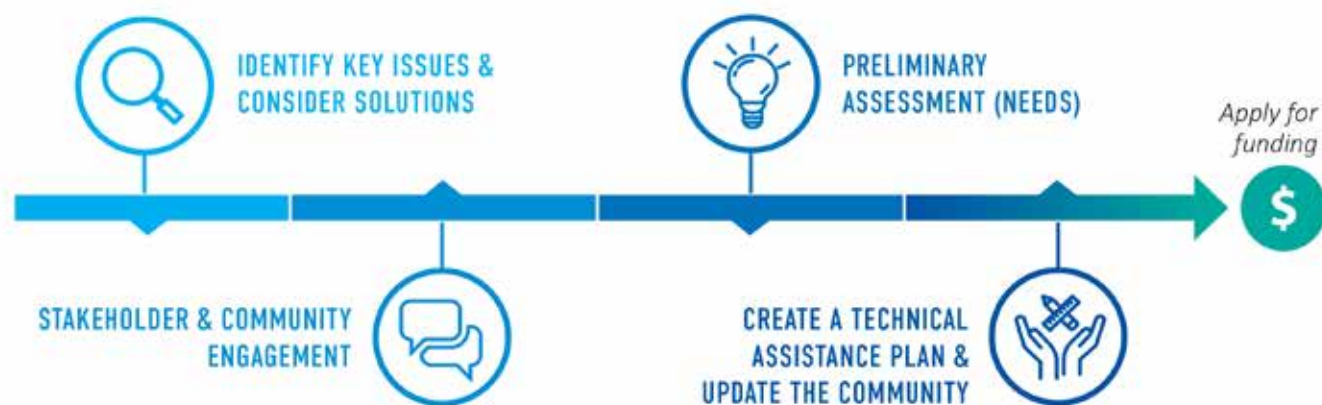 IDENTIFY KEY ISSUES &
CONSIDER SOLUTIONS
STAKEHOLDER & COMMUNITY
ENGAGEMENT
PRELIMINARY
ASSESSMENT (NEEDS)
CREATE A TECHNICAL
ASSISTANCE PLAN &
UPDATE THE COMMUNITY
Apply for
funding
$